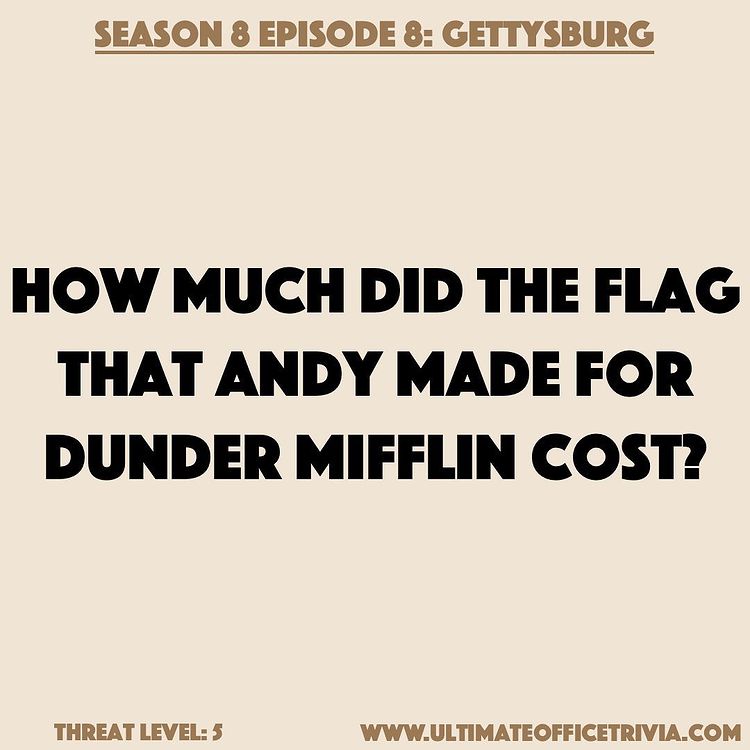 SEASON 8 EPISODE 8: GETTYSBURG
HOW MUCH DID THE FLAG
THAT ANDY MADE FOR
DUNDER MIFFLIN COST?
THREAT LEVEL: 5
WWW.ULTIMATEOFFICETRIVIA.COM